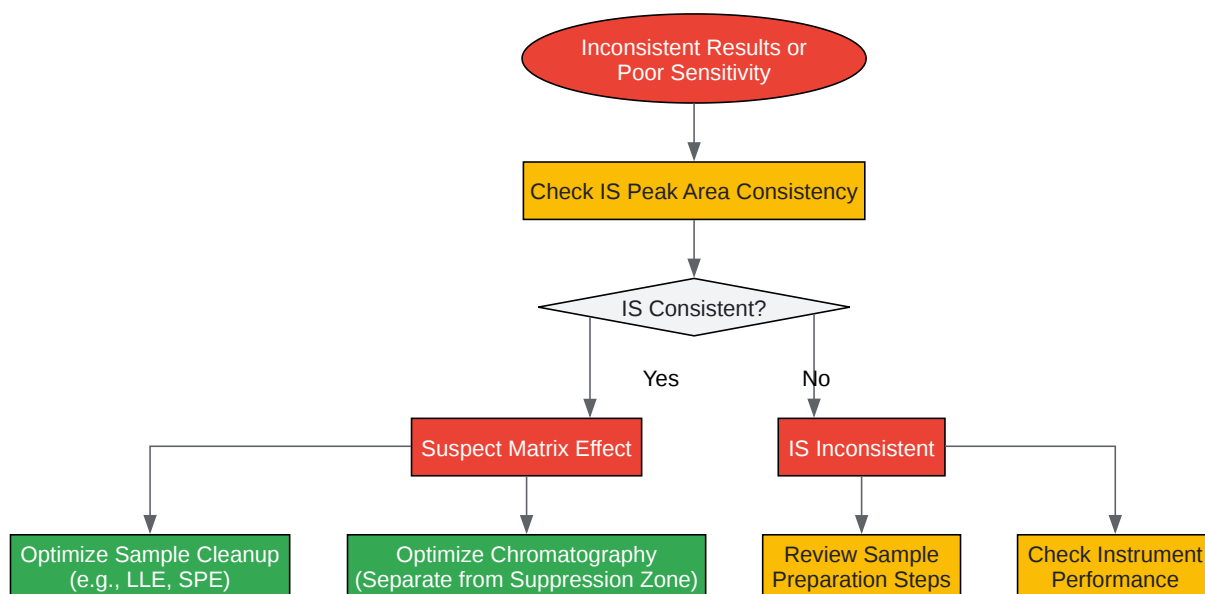 Inconsistent Results or
Poor Sensitivity
Check IS Peak Area Consistency
IS Consistent?
Yes
No
Suspect Matrix Effect
IS Inconsistent
Optimize Sample Cleanup
(e.g., LLE, SPE)
Optimize Chromatography
(Separate from Suppression Zone)
Review Sample
Preparation Steps
Check Instrument
Performance